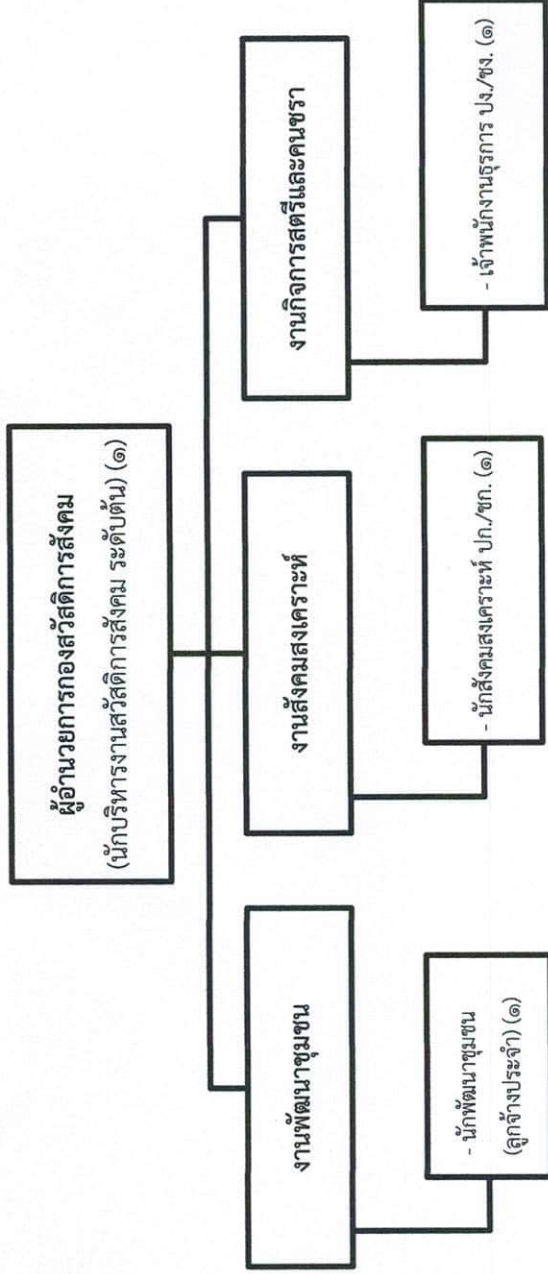 ผู้อำนวยการกองสวัสดิการสังคม
(นักบริหารงานสวัสดิการสังคม ระดับต้น) (๑)
งานพัฒนาชุมชน
งานสังคมสงเคราะห์
งานกิจการสตรีและคนชรา
- นักพัฒนาชุมชน
(ลูกจ้างประจำ) (๑)
- นักสังคมสงเคราะห์ ปก./ชก. (๑)
- เจ้าพนักงานธุรการ ปง./ชง. (๑)